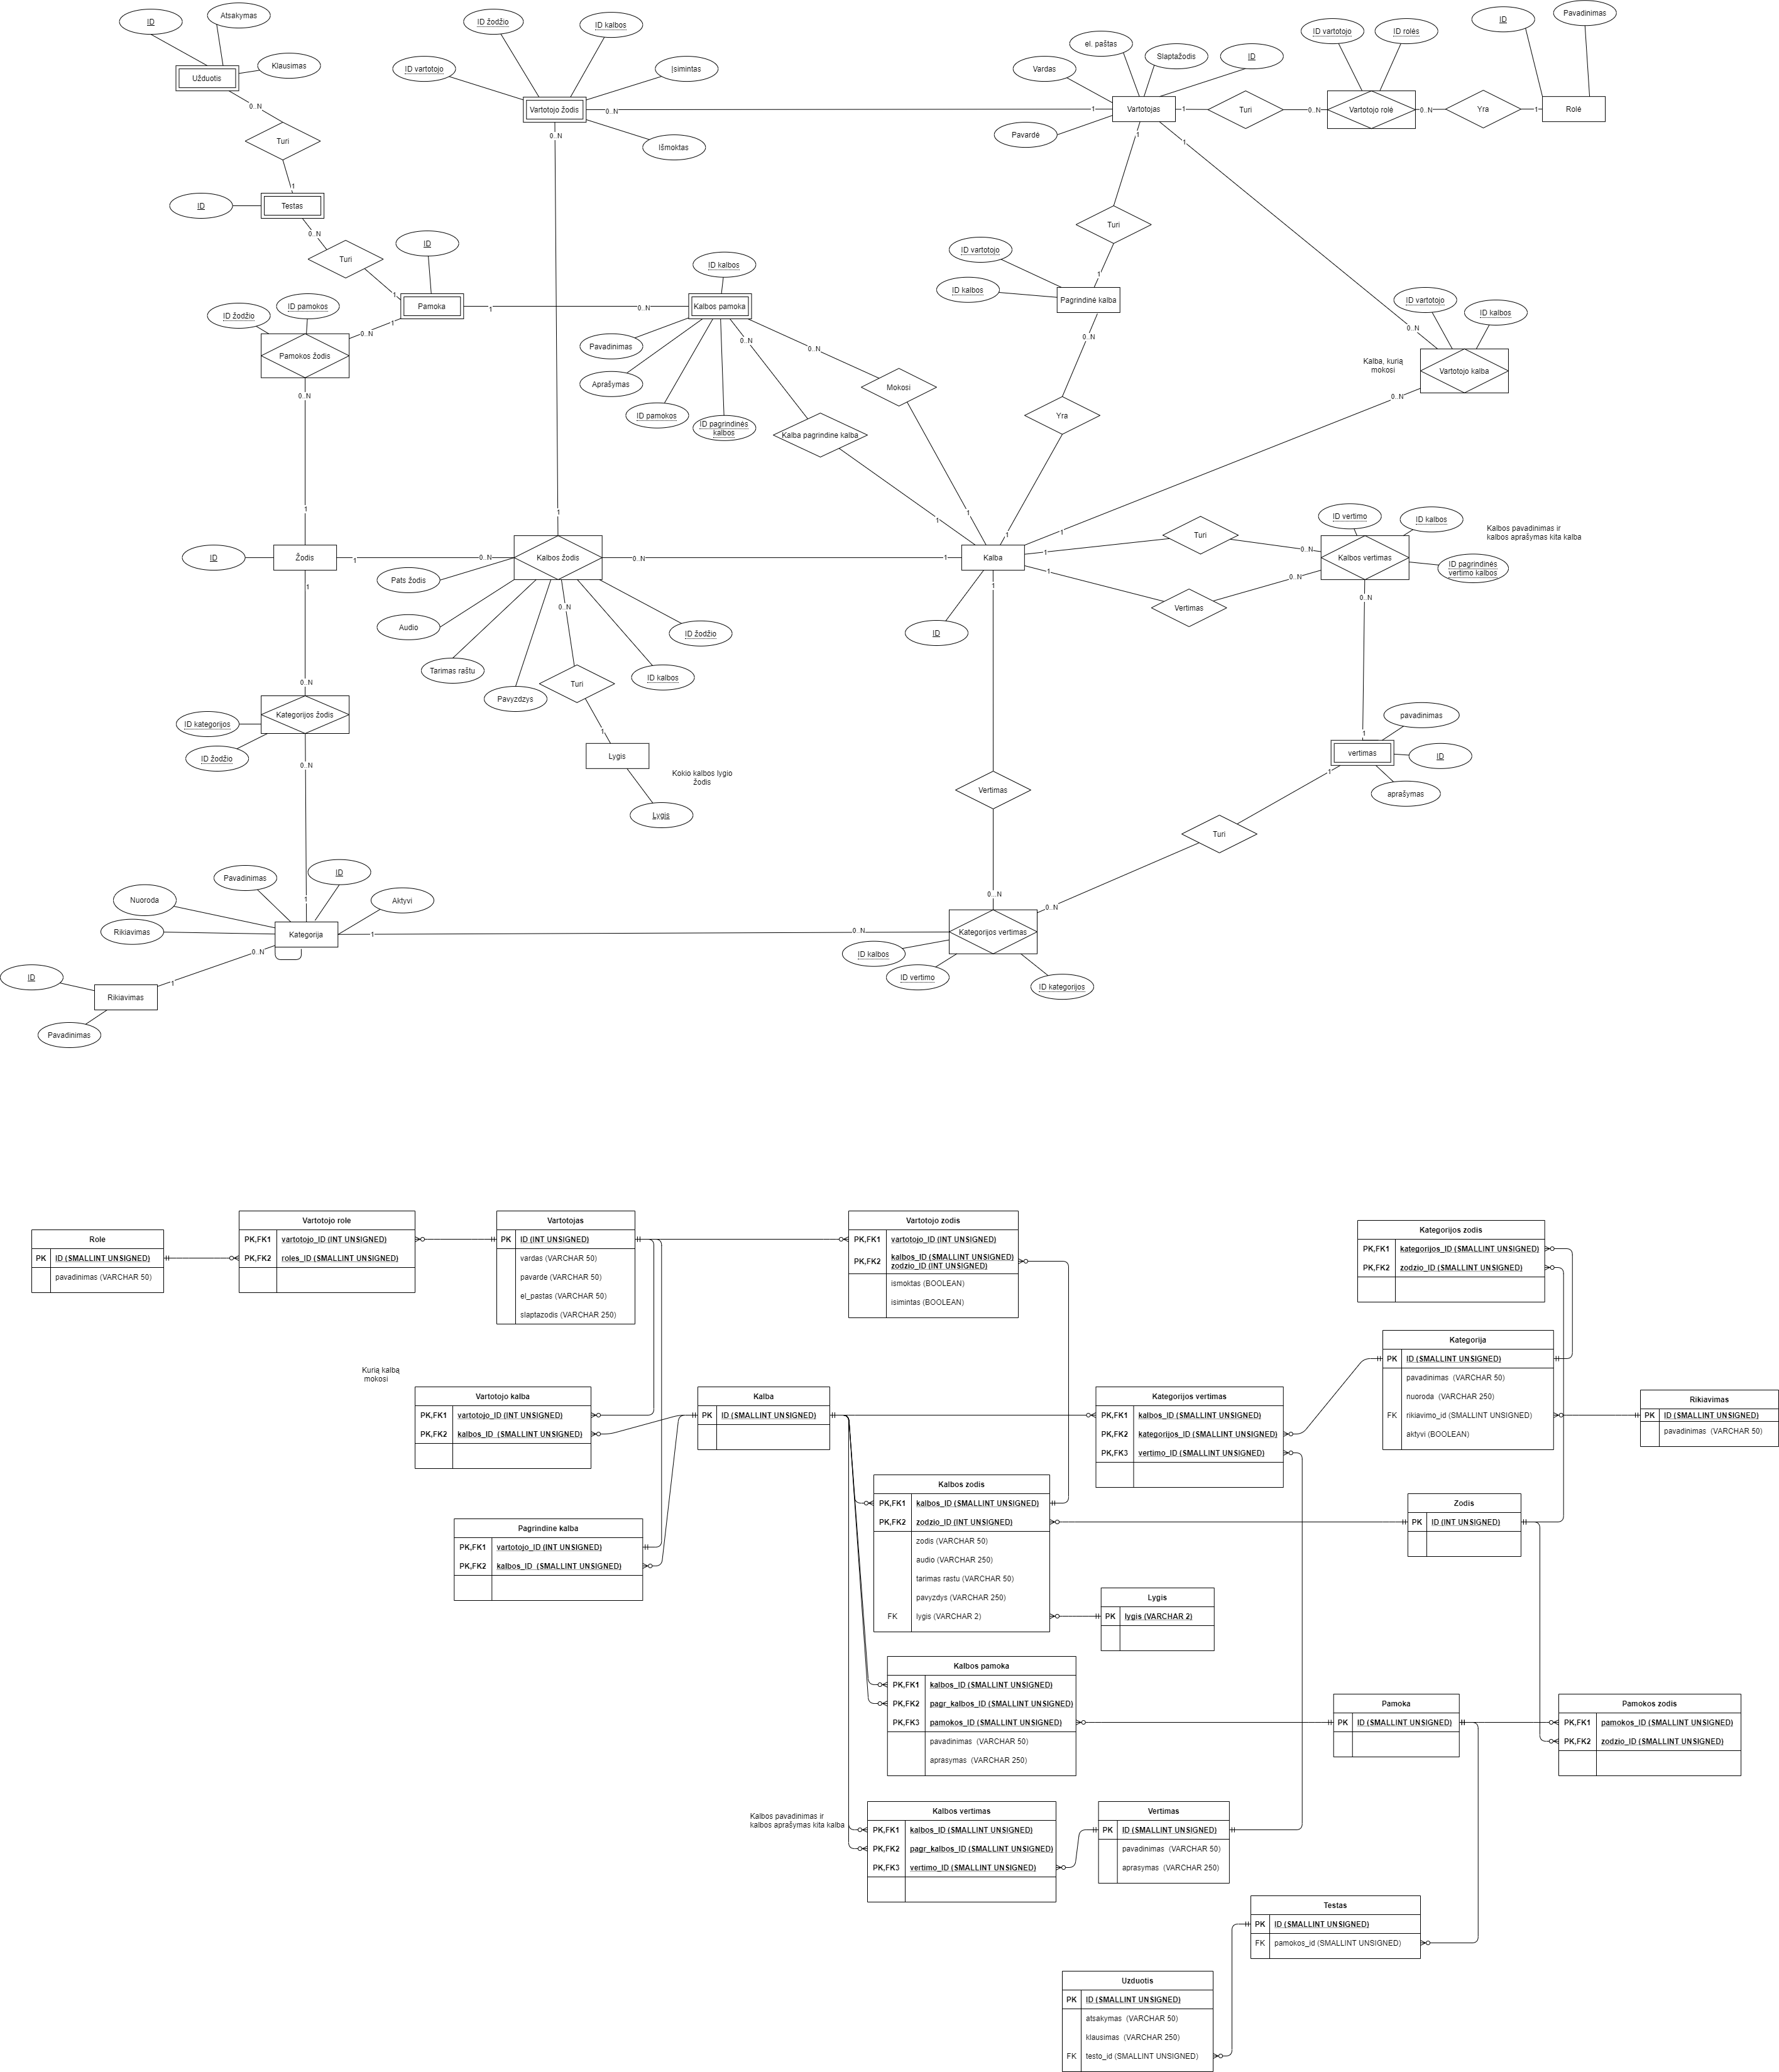 ID
Atsakymas
Klausimas
Užduotis
0..N
Turi
1
Testas
ID
0..N
Turi
1
ID žodžio
ID kalbos
ID vartotojo
Įsimintas
Vartotojo žodis
0..N
0..N
Išmoktas
el. paštas
Slaptažodis
ID
Vardas
Pavardė
1
Vartotojas
1
Turi
0..N
ID vartotojo
ID rolės
Vartotojo rolė
0..N
Yra
1
ID
Pavadinimas
Rolė
1
1
Turi
1
ID
Pamoka
1
0..N
ID kalbos
Kalbos pamoka
ID vartotojo
ID kalbos
Pagrindinė kalba
0..N
Yra
1
ID pamokos
ID žodžio
1
0..N
Pamokos žodis
0..N
1
Pavadinimas
Aprašymas
ID pamokos
ID pagrindinės
kalbos
0..N
0..N
Mokosi
Kalba pagrindine kalba
1
1
ID vartotojo
ID kalbos
0..N
Kalba, kurią
mokosi
Vartotojo kalba
0..N
1
ID
Žodis
1
0..N
1
Kalbos žodis
0..N
1
Kalba
1
Turi
0..N
1
Vertimas
0..N
ID vertimo
ID kalbos
Kalbos vertimas
ID pagrindinės
vertimo kalbos
Kalbos pavadinimas ir
kalbos aprašymas kita kalba
Pats žodis
Audio
Tarimas raštu
Pavyzdzys
0..N
Turi
1
ID kalbos
ID žodžio
Lygis
Lygis
Kokio kalbos lygio
žodis
ID
1
Vertimas
0..N
0..N
1
pavadinimas
vertimas
ID
aprašymas
1
Turi
0..N
1
0..N
Kategorijos žodis
ID kategorijos
ID žodžio
0..N
1
Pavadinimas
ID
Nuoroda
Aktyvi
Rikiavimas
Kategorija
1
0..N
Kategorijos vertimas
ID kalbos
ID vertimo
ID kategorijos
0..N
1
ID
Rikiavimas
Pavadinimas
Role
PK ID (SMALLINT UNSIGNED)
pavadinimas (VARCHAR 50)
Vartotojo role
PK,FK1 vartotojo_ID (INT UNSIGNED)
PK,FK2 roles_ID (SMALLINT UNSIGNED)
Vartotojas
PK ID (INT UNSIGNED)
vardas (VARCHAR 50)
pavarde (VARCHAR 50)
el_pastas (VARCHAR 50)
slaptazodis (VARCHAR 250)
Vartotojo zodis
PK,FK1 vartotojo_ID (INT UNSIGNED)
PK,FK2 kalbos_ID (SMALLINT UNSIGNED)
zodzio_ID (INT UNSIGNED)
ismoktas (BOOLEAN)
isimintas (BOOLEAN)
Kategorijos zodis
PK,FK1 kategorijos_ID (SMALLINT UNSIGNED)
PK,FK2 zodzio_ID (SMALLINT UNSIGNED)
Kategorija
PK ID (SMALLINT UNSIGNED)
pavadinimas (VARCHAR 50)
nuoroda (VARCHAR 250)
FK rikiavimo_id (SMALLINT UNSIGNED)
aktyvi (BOOLEAN)
Rikiavimas
PK ID (SMALLINT UNSIGNED)
pavadinimas (VARCHAR 50)
Kurią kalbą
mokosi
Vartotojo kalba
PK,FK1 vartotojo_ID (INT UNSIGNED)
PK,FK2 kalbos_ID (SMALLINT UNSIGNED)
Kalba
PK ID (SMALLINT UNSIGNED)
Kategorijos vertimas
PK,FK1 kalbos_ID (SMALLINT UNSIGNED)
PK,FK2 kategorijos_ID (SMALLINT UNSIGNED)
PK,FK3 vertimo_ID (SMALLINT UNSIGNED)
Kalbos zodis
PK,FK1 kalbos_ID (SMALLINT UNSIGNED)
PK,FK2 zodzio_ID (INT UNSIGNED)
zodis (VARCHAR 50)
audio (VARCHAR 250)
tarimas rastu (VARCHAR 50)
pavyzdys (VARCHAR 250)
FK lygis (VARCHAR 2)
Zodis
PK ID (INT UNSIGNED)
Pagrindine kalba
PK,FK1 vartotojo_ID (INT UNSIGNED)
PK,FK2 kalbos_ID (SMALLINT UNSIGNED)
Lygis
PK lygis (VARCHAR 2)
Kalbos pamoka
PK,FK1 kalbos_ID (SMALLINT UNSIGNED)
PK,FK2 pagr_kalbos_ID (SMALLINT UNSIGNED)
PK,FK3 pamokos_ID (SMALLINT UNSIGNED)
pavadinimas (VARCHAR 50)
aprasymas (VARCHAR 250)
Pamoka
PK ID (SMALLINT UNSIGNED)
Pamokos zodis
PK,FK1 pamokos_ID (SMALLINT UNSIGNED)
PK,FK2 zodzio_ID (SMALLINT UNSIGNED)
Kalbos pavadinimas ir
kalbos aprašymas kita kalba
Kalbos vertimas
PK,FK1 kalbos_ID (SMALLINT UNSIGNED)
PK,FK2 pagr_kalbos_ID (SMALLINT UNSIGNED)
PK,FK3 vertimo_ID (SMALLINT UNSIGNED)
Vertimas
PK ID (SMALLINT UNSIGNED)
pavadinimas (VARCHAR 50)
aprasymas (VARCHAR 250)
Testas
PK ID (SMALLINT UNSIGNED)
FK pamokos_id (SMALLINT UNSIGNED)
Uzduotis
PK ID (SMALLINT UNSIGNED)
atsakymas (VARCHAR 50)
klausimas (VARCHAR 250)
FK testo_id (SMALLINT UNSIGNED)